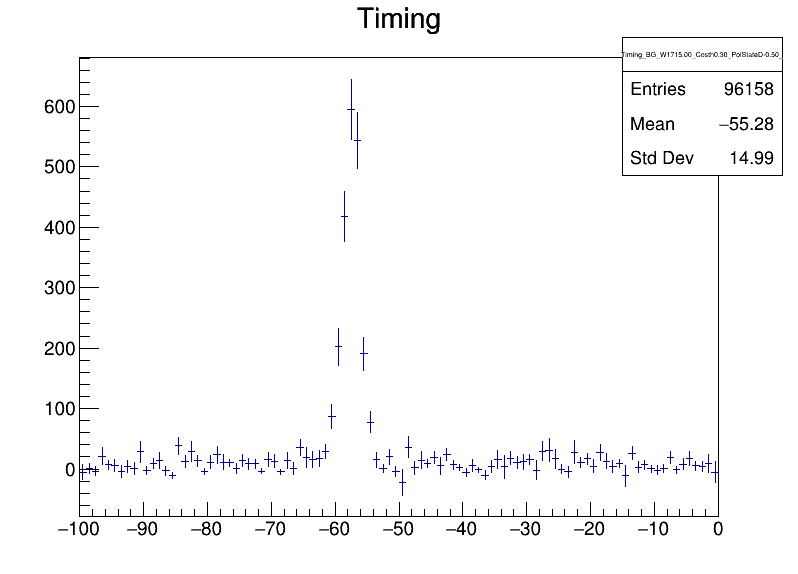 Timing
Timing_BG_W1715.00_Costh0.30_PolStateD-0.50_
Entries 96158
Mean −55.28
Std Dev 14.99
600
500
400
300
200
100
0
−100 −90 −80 −70 −60 −50 −40 −30 −20 −10 0